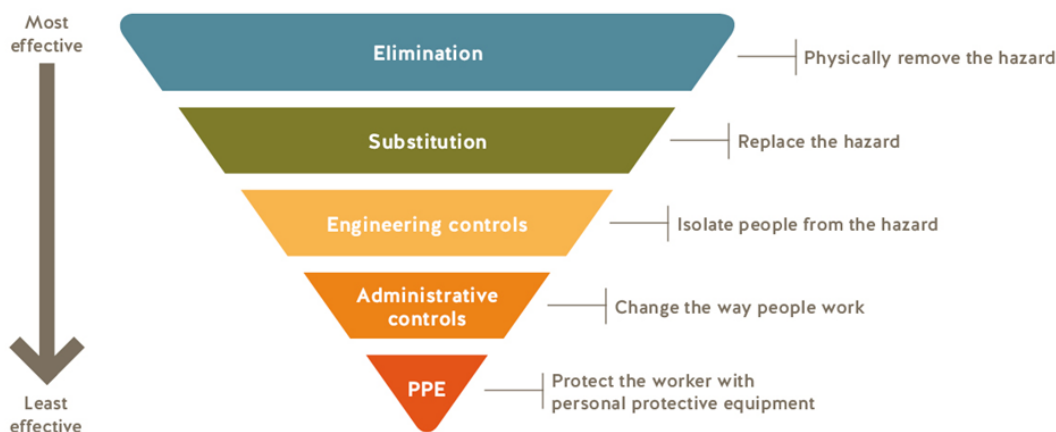 Most
effective
Elimination
Physically remove the hazard
Substitution
Replace the hazard
Engineering controls
Isolate people from the hazard
Administrative
controls
Change the way people work
PPE
Protect the worker with
personal protective equipment
Least
effective